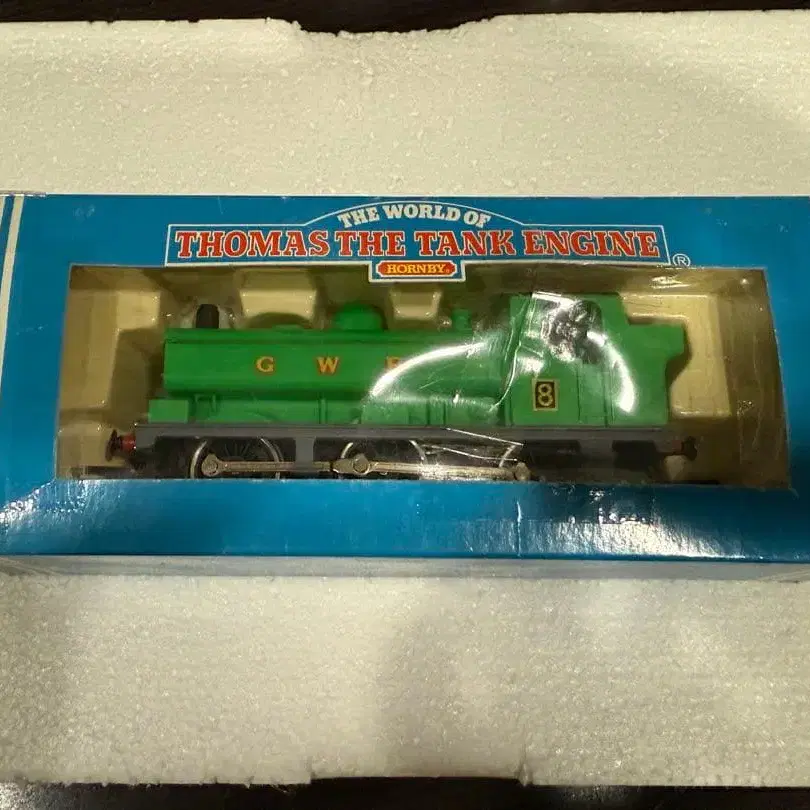 THE WORLD OF
THOMAS THE TANK ENGINE ®
HORNBY®
G W R
8